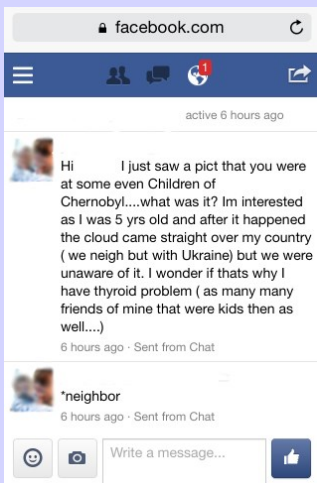 facebook.com
1
active 6 hours ago
Hi I just saw a pict that you were
at some even Children of
Chernobyl....what was it? Im interested
as I was 5 yrs old and after it happened
the cloud came straight over my country
( we neigh but with Ukraine) but we were
unaware of it. I wonder if thats why I
have thyroid problem ( as many many
friends of mine that were kids then as
well....)
6 hours ago · Sent from Chat
*neighbor
6 hours ago · Sent from Chat
Write a message...